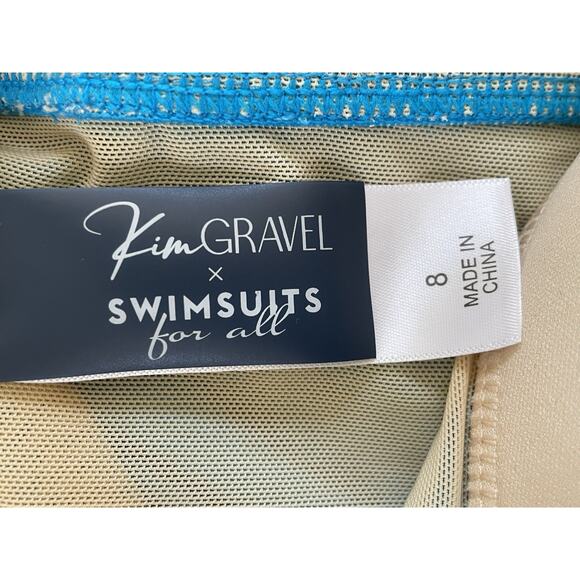 Kim GRAVEL
×
SWIMSUITS
for all
8
MADE IN
CHINA